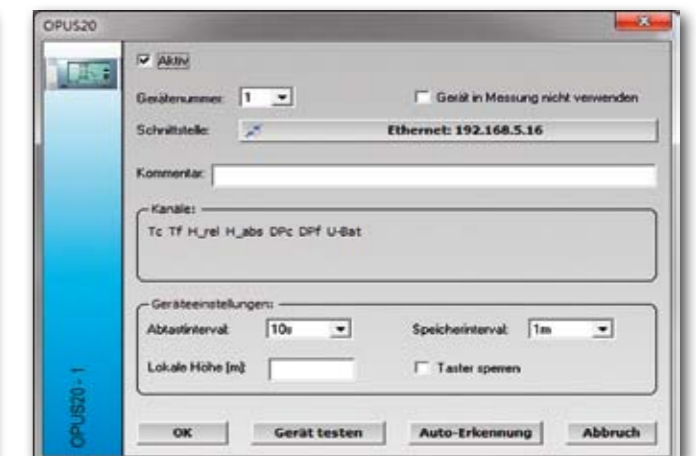 OPUS20
Aktiv
Gerätenummer: 1
Gerät in Messung nicht verwenden
Schnittstelle: Ethernet: 192.168.5.16
Kommentar:
Kanäle:
Tc Tf H_rel H_abs DPc DPf U-Bat
Geräteeinstellungen:
Abtastinterval: 10s Speicherinterval: 1m
Lokale Höhe [m]: Taster sperren
OPUS20 - 1
OK Gerät testen Auto-Erkennung Abbruch